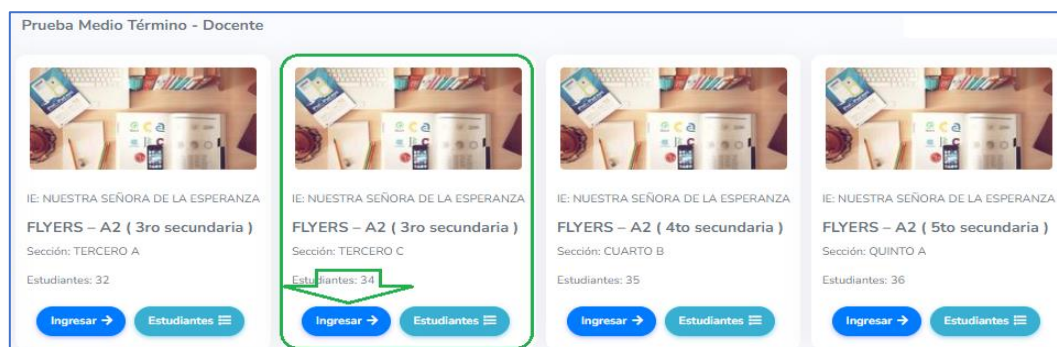 Prueba Medio Término - Docente
IE: NUESTRA SEÑORA DE LA ESPERANZA
FLYERS – A2 ( 3ro secundaria )
Sección: TERCERO A
Estudiantes: 32
Ingresar →
Estudiantes
IE: NUESTRA SEÑORA DE LA ESPERANZA
FLYERS – A2 ( 3ro secundaria )
Sección: TERCERO C
Estudiantes: 34
Ingresar →
Estudiantes
IE: NUESTRA SEÑORA DE LA ESPERANZA
FLYERS – A2 ( 4to secundaria )
Sección: CUARTO B
Estudiantes: 35
Ingresar →
Estudiantes
IE: NUESTRA SEÑORA DE LA ESPERANZA
FLYERS – A2 ( 5to secundaria )
Sección: QUINTO A
Estudiantes: 36
Ingresar →
Estudiantes